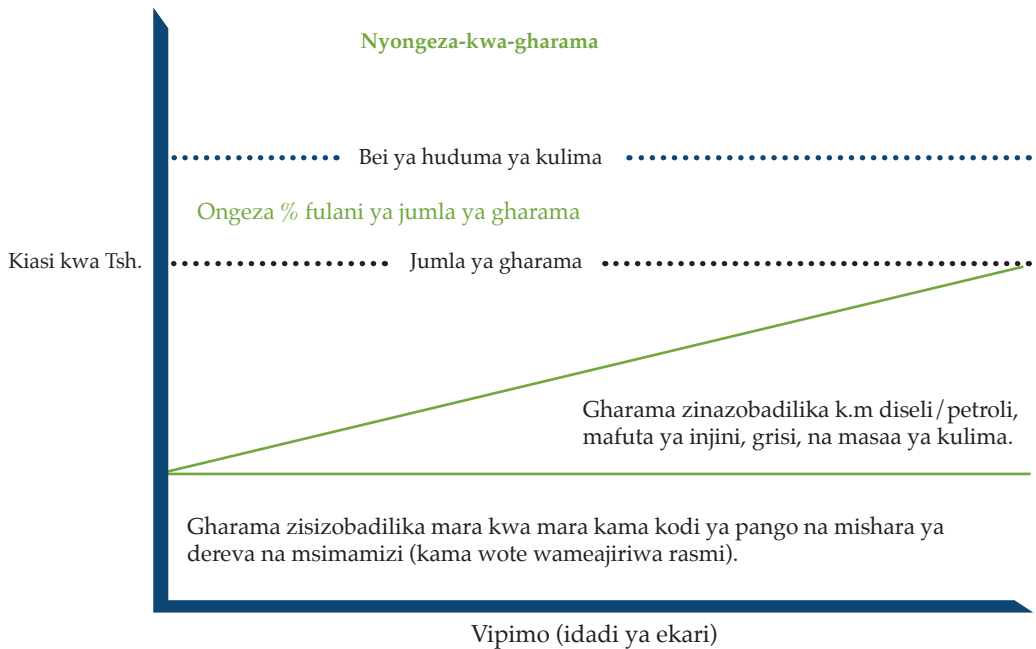 Nyongeza-kwa-gharama
Bei ya huduma ya kulima
Ongeza % fulani ya jumla ya gharama
Kiasi kwa Tsh.
Jumla ya gharama
Gharama zinazobadilika k.m diseli/petroli,
mafuta ya injini, grisi, na masaa ya kulima.
Gharama zisizobadilika mara kwa mara kama kodi ya pango na mishara ya
dereva na msimamizi (kama wote wameajiriwa rasmi).
Vipimo (idadi ya ekari)